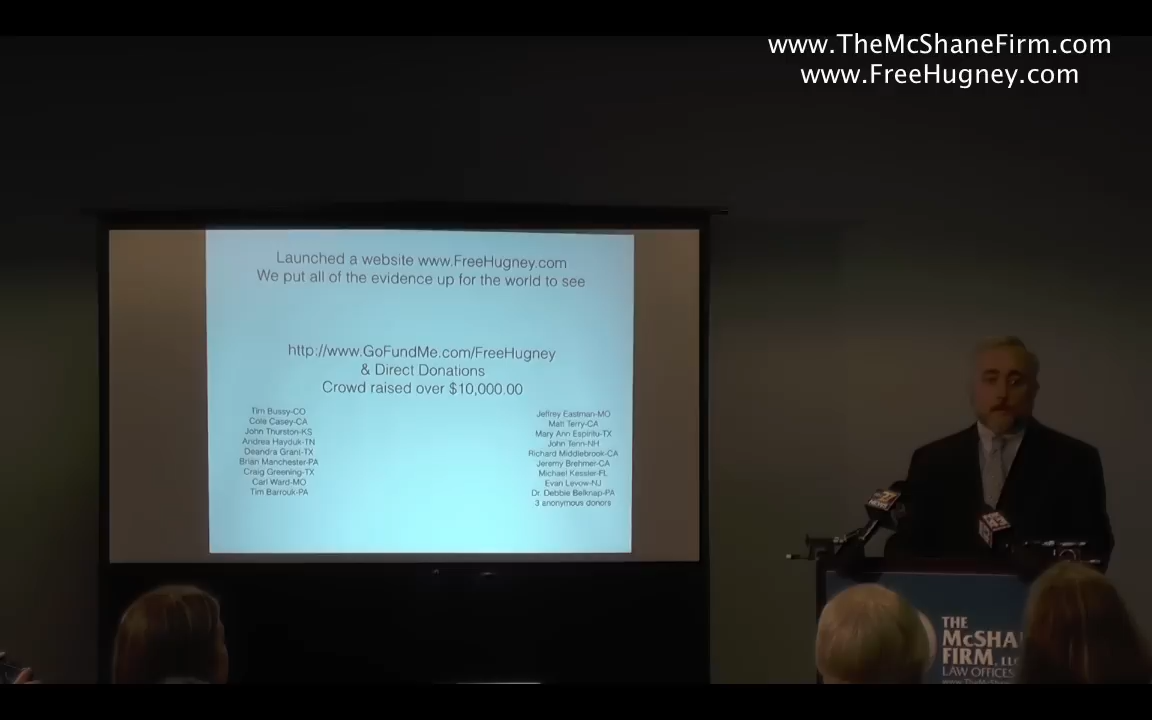 www.TheMcShaneFirm.com
www.FreeHugney.com
Launched a website www.FreeHugney.com
We put all of the evidence up for the world to see
http://www.GoFundMe.com/FreeHugney
& Direct Donations
Crowd raised over $10,000.00
Tim Bussy-CO
Cole Casey-CA
John Thurston-KS
Andrea Hayduk-TN
Deandra Grant-TX
Brian Manchester-PA
Craig Greening-TX
Carl Ward-MO
Tim Barrouk-PA
Jeffrey Eastman-MO
Matt Terry-CA
Mary Ann Espiritu-TX
John Tenn-NH
Richard Middlebrook-CA
Jeremy Brehmer-CA
Michael Kessler-FL
Evan Levow-NJ
Dr. Debbie Belknap-PA
3 anonymous donors
THE
McSHA
FIRM, LLC
LAW OFFICES